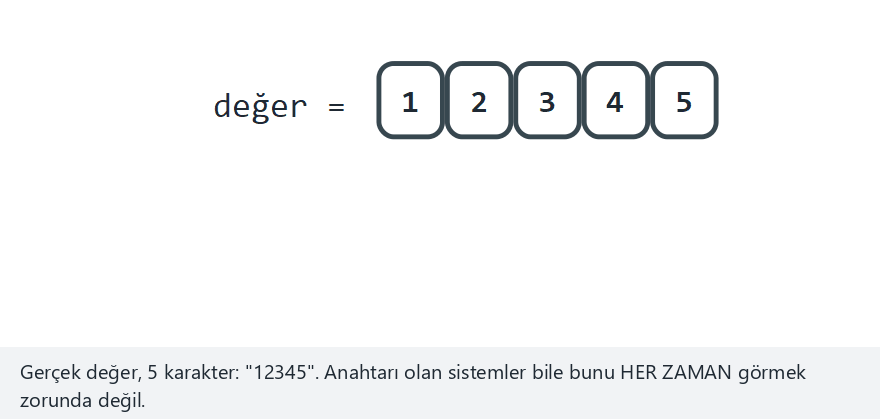 değer = 1 2 3 4 5
Gerçek değer, 5 karakter: "12345". Anahtarı olan sistemler bile bunu HER ZAMAN görmek
zorunda değil.